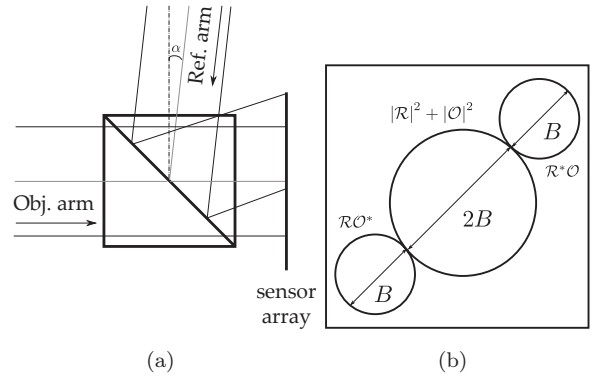 α
Ref. arm
Obj. arm
sensor
array
(a)
|ℛ|² + |𝒪|²
B
ℛ*𝒪
2B
ℛ𝒪*
B
(b)